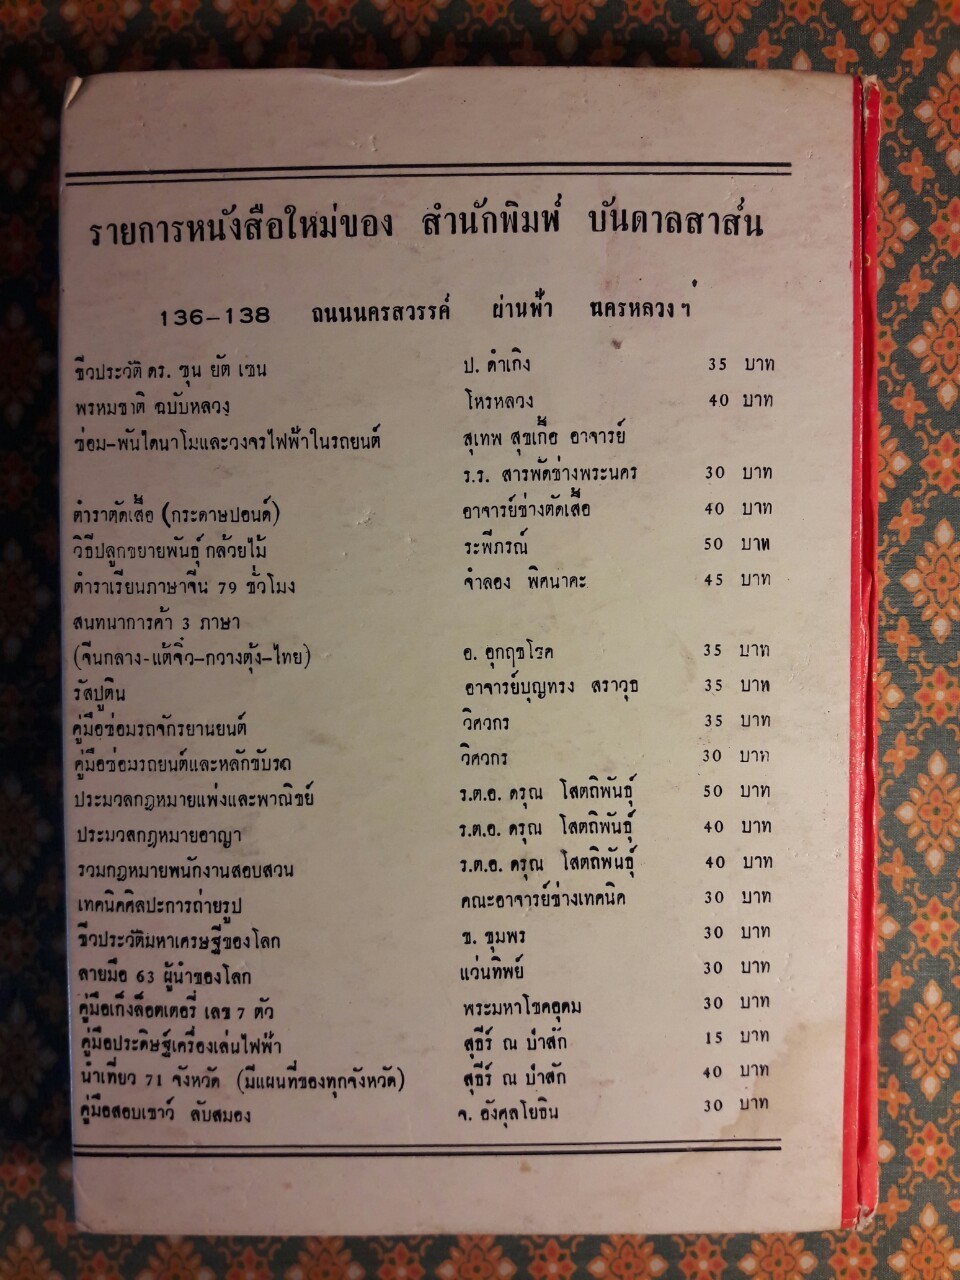 รายการหนังสือใหม่ของ สำนักพิมพ์ บันดาลสาส์น
136-138 ถนนนครสวรรค์ ผ่านฟ้า นครหลวง ฯ
ชีวประวัติ ดร. ซุน ยัต เซน ป. ดำเกิง 35 บาท
พรหมชาติ ฉบับหลวง โหรหลวง 40 บาท
ซ่อม-พันไดนาโมและวงจรไฟฟ้าในรถยนต์ สุเทพ สุขเกื้อ อาจารย์
ร.ร. สารพัดช่างพระนคร 30 บาท
ตำราตัดเสื้อ (กระดาษปอนด์) อาจารย์ช่างตัดเสื้อ 40 บาท
วิธีปลูกขยายพันธุ์ กล้วยไม้ ระพีภรณ์ 50 บาท
ตำราเรียนภาษาจีน 79 ชั่วโมง จำลอง พิศนาคะ 45 บาท
สนทนาการค้า 3 ภาษา
(จีนกลาง-แต้จิ๋ว-กวางตุ้ง-ไทย) อ. อุกฤซโรค 35 บาท
รัสปูติน อาจารย์บุญทรง สราวุธ 35 บาท
คู่มือซ่อมรถจักรยานยนต์ วิศวกร 35 บาท
คู่มือซ่อมรถยนต์และหลักขับรถ วิศวกร 30 บาท
ประมวลกฎหมายแพ่งและพาณิชย์ ร.ต.อ. ดรุณ โสตถิพันธุ์ 50 บาท
ประมวลกฎหมายอาญา ร.ต.อ. ดรุณ โสตถิพันธุ์ 40 บาท
รวมกฎหมายพนักงานสอบสวน ร.ต.อ. ดรุณ โสตถิพันธุ์ 40 บาท
เทคนิคศิลปะการถ่ายรูป คณะอาจารย์ช่างเทคนิค 30 บาท
ชีวประวัติมหาเศรษฐีของโลก ช. ชุมพร 30 บาท
ลายมือ 63 ผู้นำของโลก แว่นทิพย์ 30 บาท
คู่มือเก็งล็อตเตอรี่ เลข 7 ตัว พระมหาโชคอุดม 30 บาท
คู่มือประดิษฐ์เครื่องเล่นไฟฟ้า สุธีร์ ณ ป่าสัก 15 บาท
นำเที่ยว 71 จังหวัด (มีแผนที่ของทุกจังหวัด) สุธีร์ ณ ป่าสัก 40 บาท
คู่มือสอบเชาว์ ลับสมอง จ. อังศุลโยธิน 30 บาท